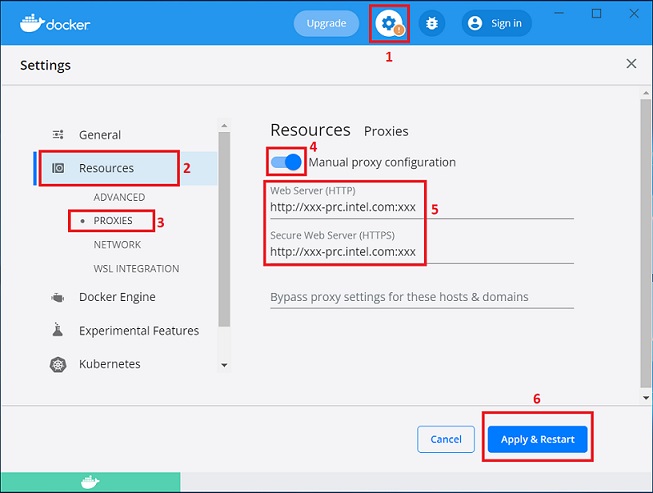 docker
Upgrade
Sign in
1
Settings
General
Resources
2
ADVANCED
PROXIES
3
NETWORK
WSL INTEGRATION
Docker Engine
Experimental Features
Kubernetes
Resources Proxies
4
Manual proxy configuration
Web Server (HTTP)
http://xxx-prc.intel.com:xxx
5
Secure Web Server (HTTPS)
http://xxx-prc.intel.com:xxx
Bypass proxy settings for these hosts & domains
6
Cancel
Apply & Restart